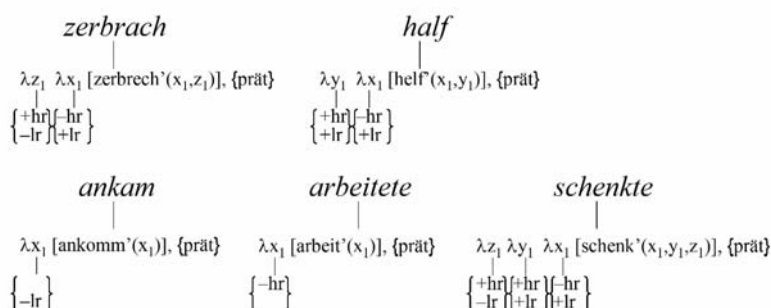 zerbrach half
λz₁ λx₁ [zerbrech’(x₁,z₁)], {prät} λy₁ λx₁ [helf’(x₁,y₁)], {prät}
{+hr} {–hr} {+hr} {–hr}
{–lr} {+lr} {+lr} {+lr}
ankam arbeitete schenkte
λx₁ [ankomm’(x₁)], {prät} λx₁ [arbeit’(x₁)], {prät} λz₁ λy₁ λx₁ [schenk’(x₁,y₁,z₁)], {prät}
{ } {–hr} {+hr} {+hr} {–hr}
{–lr} { } {–lr} {+lr} {+lr}